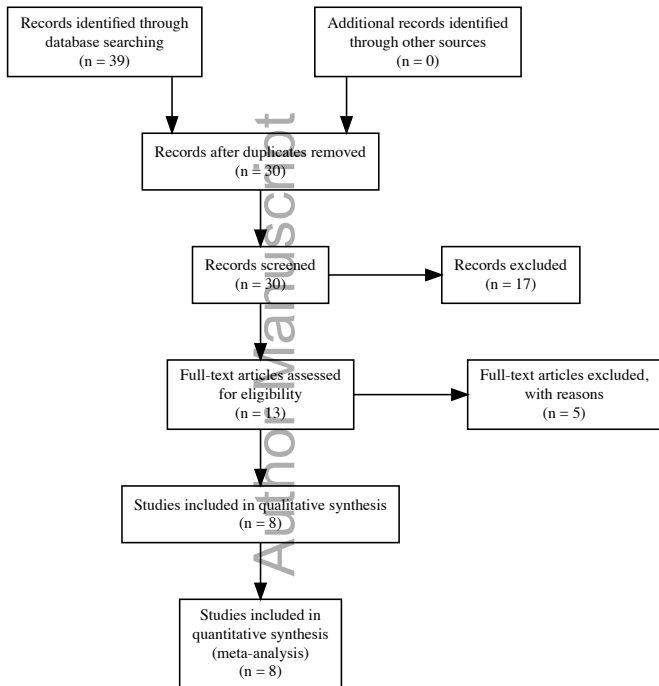 Records identified through
database searching
(n = 39)
Additional records identified
through other sources
(n = 0)
Records after duplicates removed
(n = 30)
Records screened
(n = 30)
Records excluded
(n = 17)
Full-text articles assessed
for eligibility
(n = 13)
Full-text articles excluded,
with reasons
(n = 5)
Studies included in qualitative synthesis
(n = 8)
Studies included in
quantitative synthesis
(meta-analysis)
(n = 8)
Author Manuscript